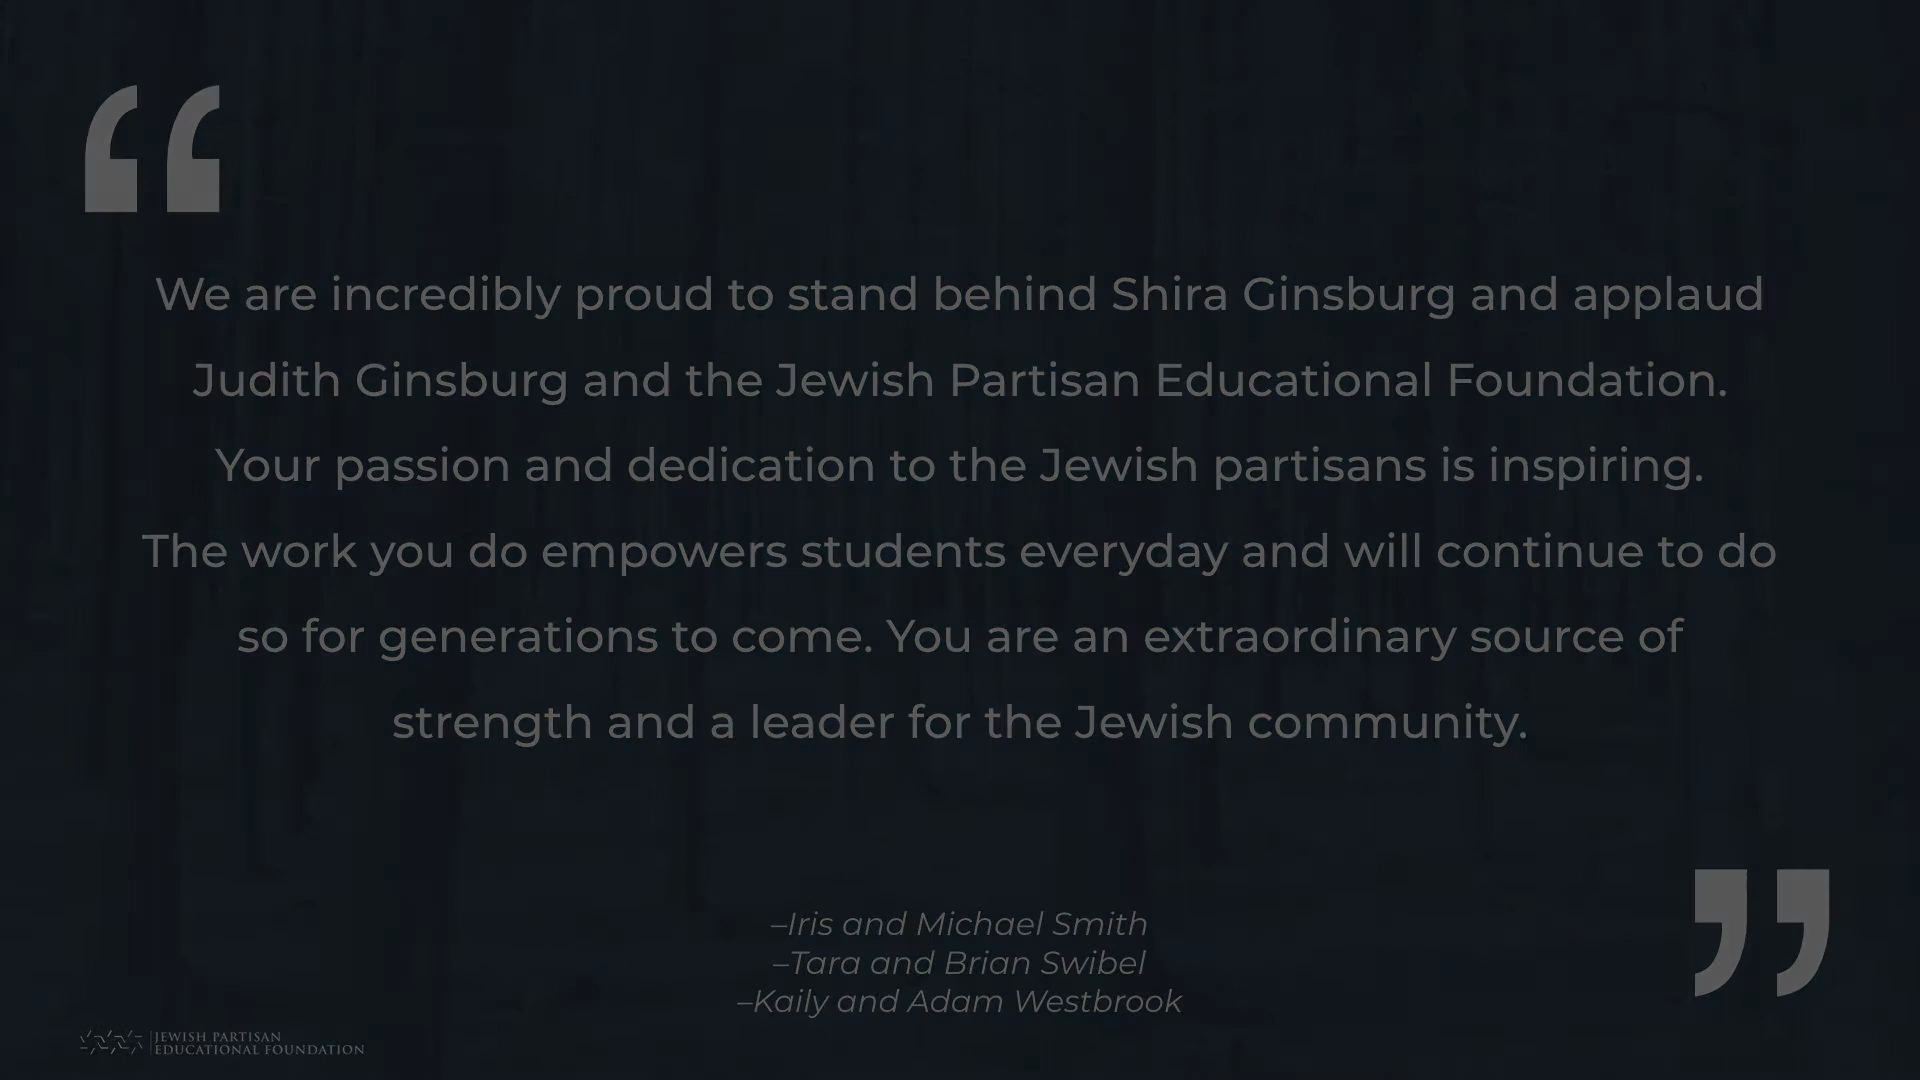 “
We are incredibly proud to stand behind Shira Ginsburg and applaud
Judith Ginsburg and the Jewish Partisan Educational Foundation.
Your passion and dedication to the Jewish partisans is inspiring.
The work you do empowers students everyday and will continue to do
so for generations to come. You are an extraordinary source of
strength and a leader for the Jewish community.
”
–Iris and Michael Smith
–Tara and Brian Swibel
–Kaily and Adam Westbrook
JEWISH PARTISAN
EDUCATIONAL FOUNDATION